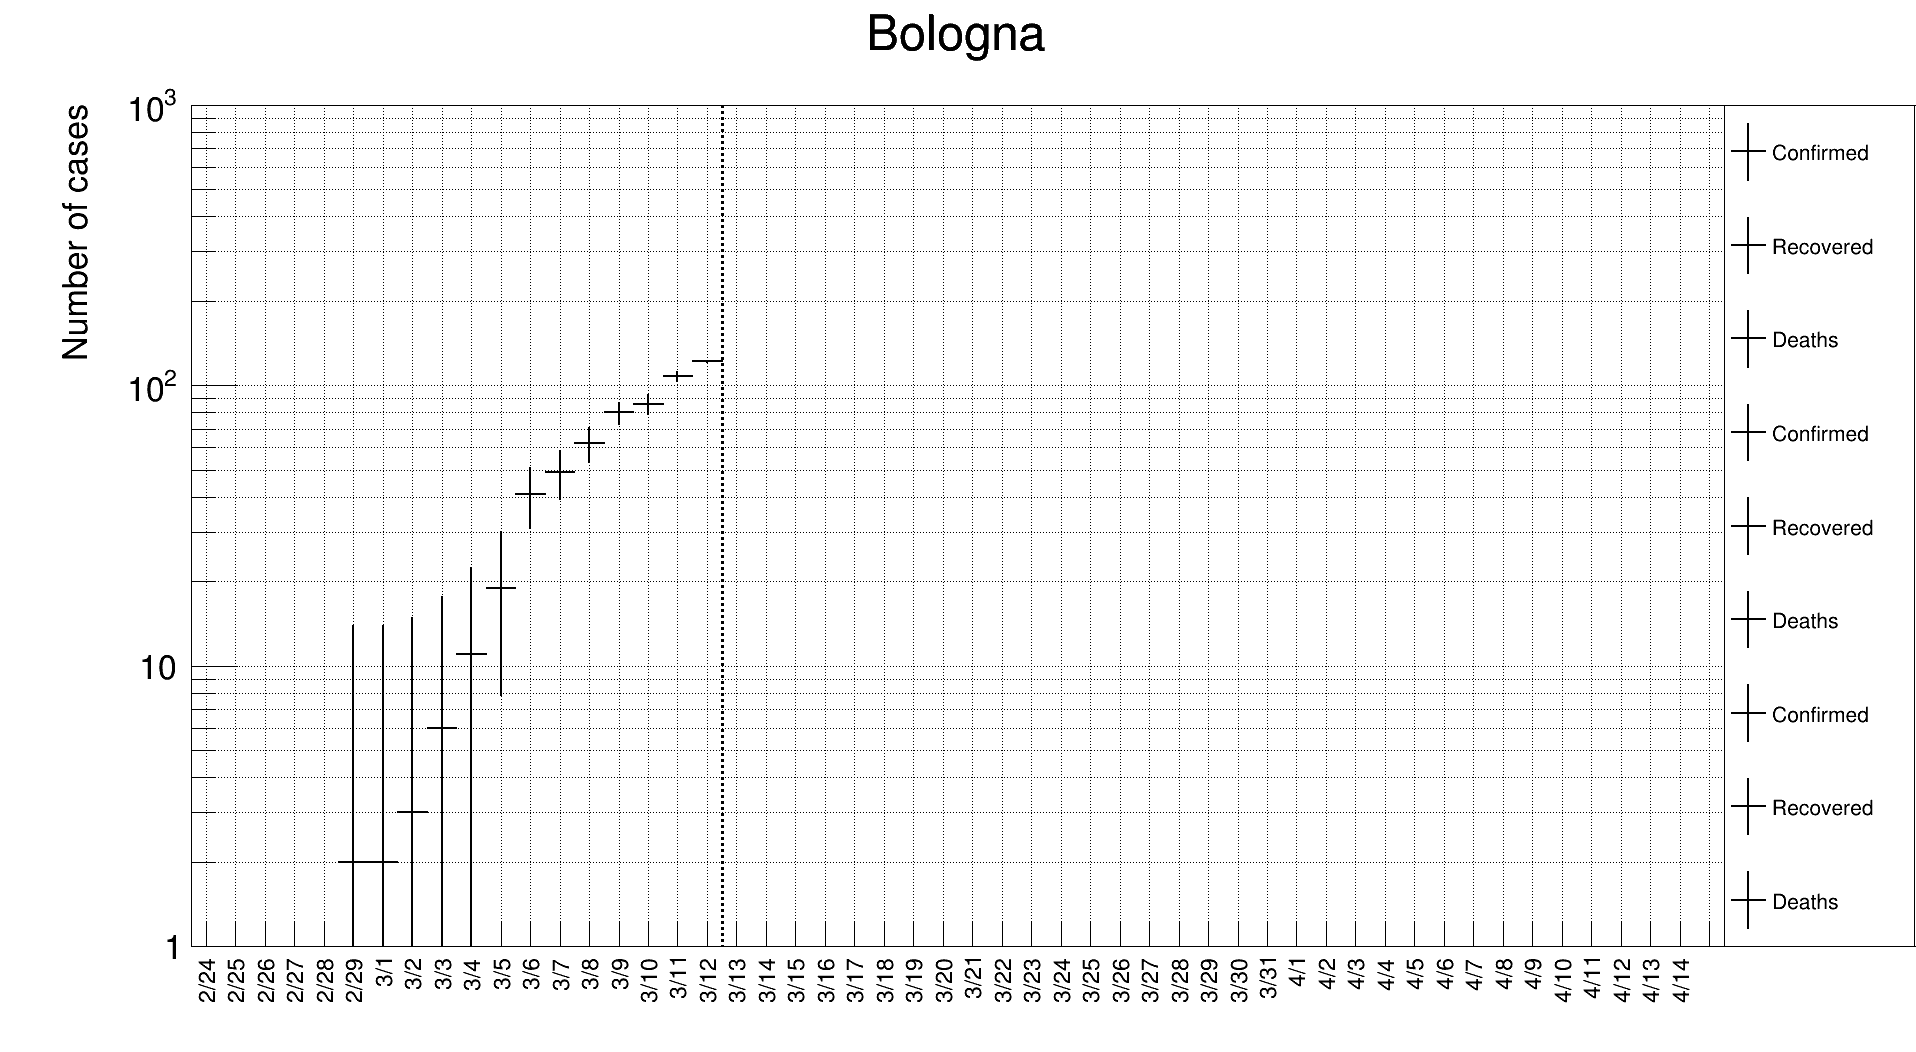 Bologna
Number of cases
10³
10²
10
1
2/24 2/25 2/26 2/27 2/28 2/29 3/1 3/2 3/3 3/4 3/5 3/6 3/7 3/8 3/9 3/10 3/11 3/12 3/13 3/14 3/15 3/16 3/17 3/18 3/19 3/20 3/21 3/22 3/23 3/24 3/25 3/26 3/27 3/28 3/29 3/30 3/31 4/1 4/2 4/3 4/4 4/5 4/6 4/7 4/8 4/9 4/10 4/11 4/12 4/13 4/14
Confirmed
Recovered
Deaths
Confirmed
Recovered
Deaths
Confirmed
Recovered
Deaths